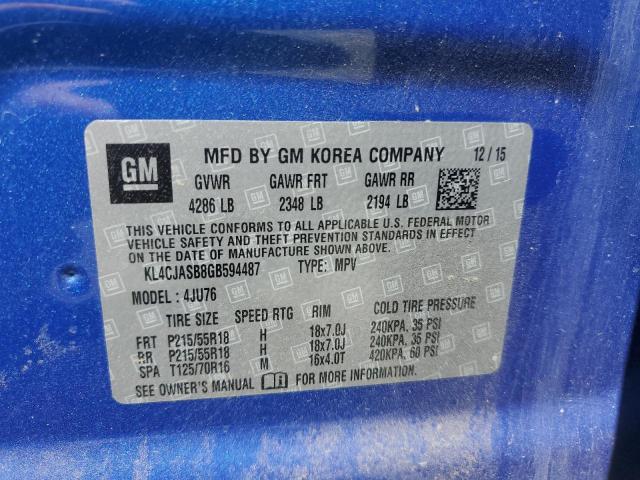 GM MFD BY GM KOREA COMPANY 12/15
GVWR GAWR FRT GAWR RR
4286 LB 2348 LB 2194 LB
THIS VEHICLE CONFORMS TO ALL APPLICABLE U.S. FEDERAL MOTOR
VEHICLE SAFETY AND THEFT PREVENTION STANDARDS IN EFFECT
ON THE DATE OF MANUFACTURE SHOWN ABOVE.
KL4CJASB8GB594487 TYPE: MPV
MODEL : 4JU76
TIRE SIZE SPEED RTG RIM COLD TIRE PRESSURE
FRT P215/55R18 H 18x7.0J 240KPA, 35 PSI
RR P215/55R18 H 18x7.0J 240KPA, 35 PSI
SPA T125/70R16 M 16x4.0T 420KPA, 60 PSI
SEE OWNER'S MANUAL FOR MORE INFORMATION.